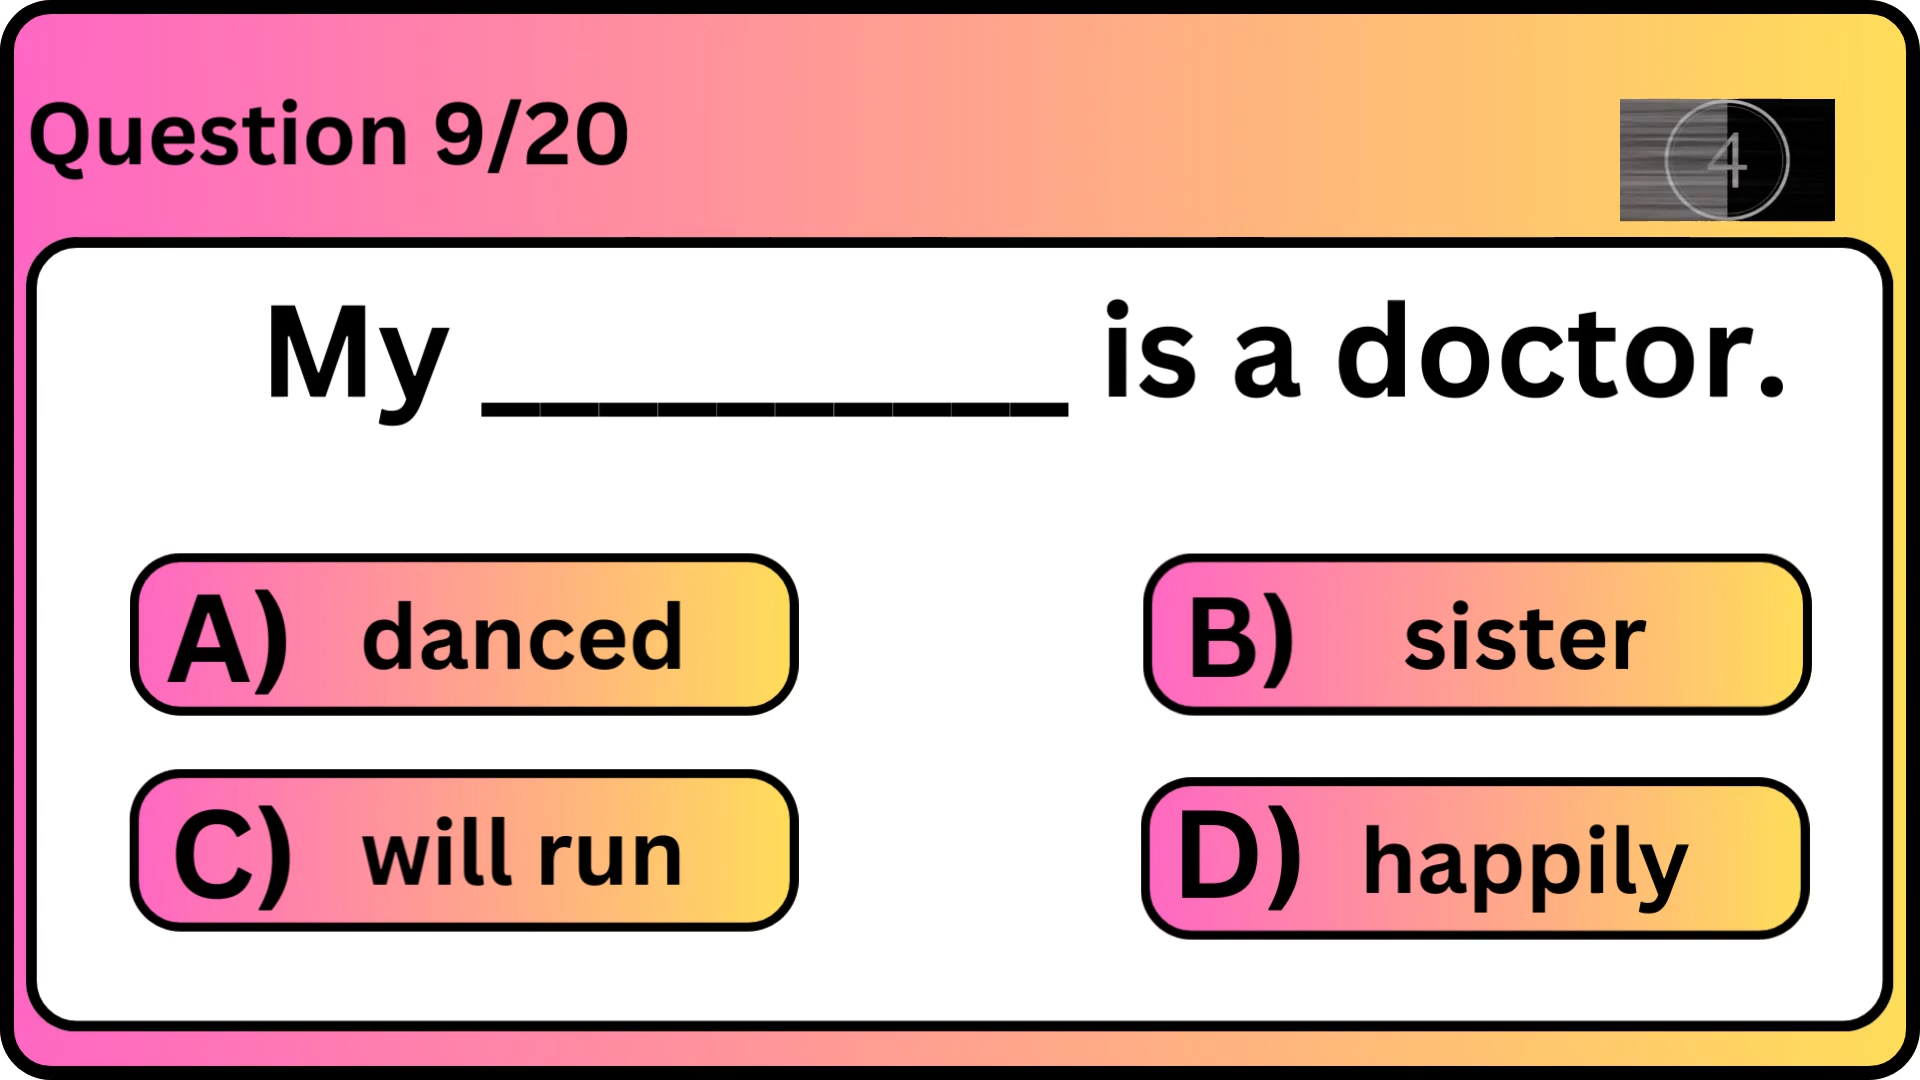 Question 9/20
4
My __________ is a doctor.
A) danced
B) sister
C) will run
D) happily